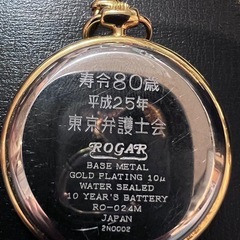 寿令80歳
平成25年
東京弁護士会
ROGAR
BASE METAL
GOLD PLATING 10μ
WATER SEALED
10 YEAR'S BATTERY
RO-024M
JAPAN
2N0002